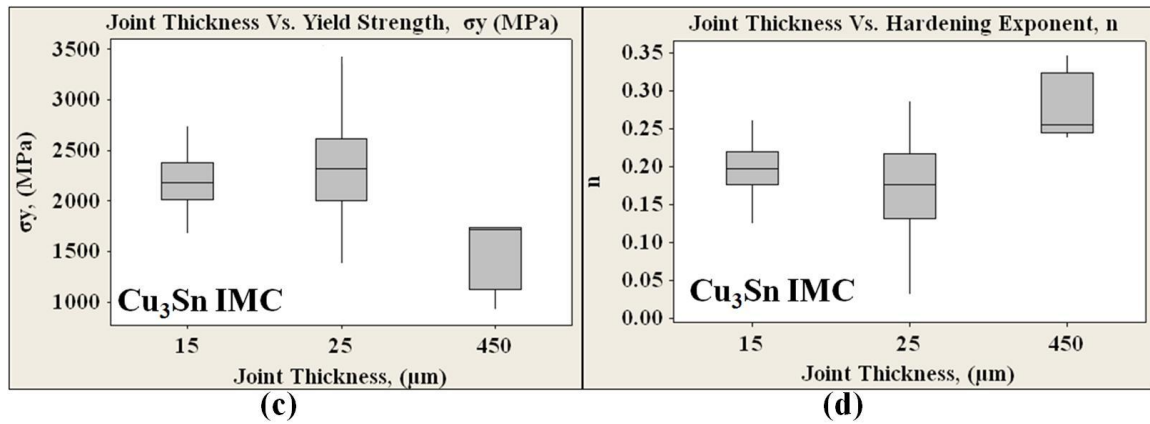 Joint Thickness Vs. Yield Strength, σy (MPa)
3500
3000
2500
2000
1500
1000
σy, (MPa)
Cu₃Sn IMC
15 25 450
Joint Thickness, (µm)
(c)
Joint Thickness Vs. Hardening Exponent, n
0.35
0.30
0.25
0.20
0.15
0.10
0.05
0.00
n
Cu₃Sn IMC
15 25 450
Joint Thickness, (µm)
(d)